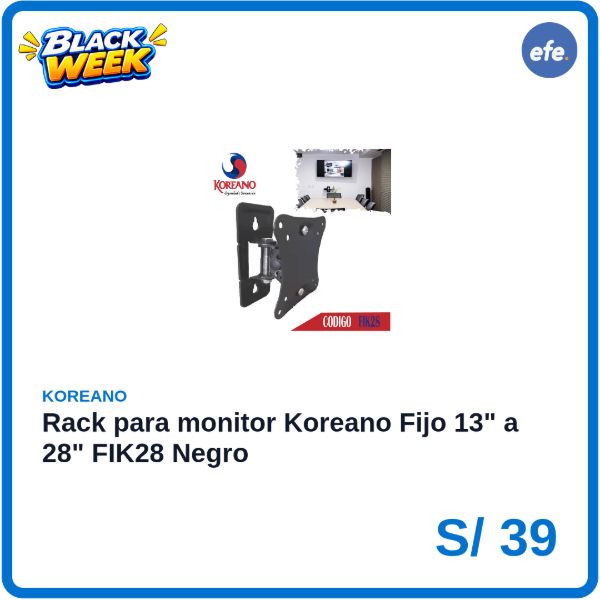 BLACK
WEEK
efe.
KOREANO
CODIGO FIK28
KOREANO
Rack para monitor Koreano Fijo 13" a
28" FIK28 Negro
S/ 39